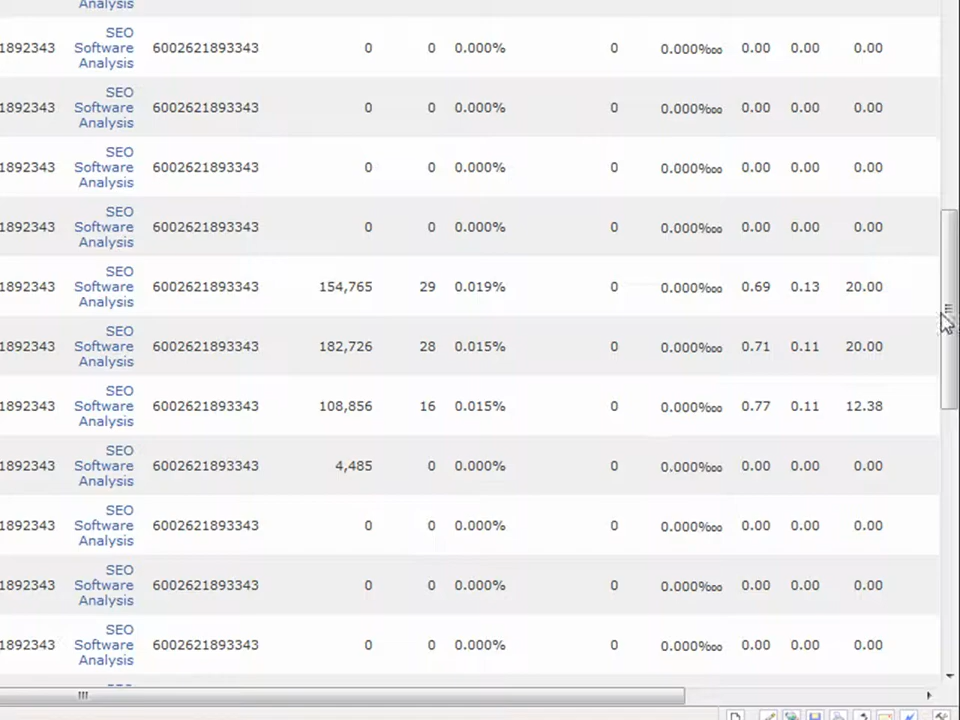 Analysis
SEO
1892343 Software 6002621893343 0 0 0.000% 0 0.000‱ 0.00 0.00 0.00
Analysis
SEO
1892343 Software 6002621893343 0 0 0.000% 0 0.000‱ 0.00 0.00 0.00
Analysis
SEO
1892343 Software 6002621893343 0 0 0.000% 0 0.000‱ 0.00 0.00 0.00
Analysis
SEO
1892343 Software 6002621893343 0 0 0.000% 0 0.000‱ 0.00 0.00 0.00
Analysis
SEO
1892343 Software 6002621893343 154,765 29 0.019% 0 0.000‱ 0.69 0.13 20.00
Analysis
SEO
1892343 Software 6002621893343 182,726 28 0.015% 0 0.000‱ 0.71 0.11 20.00
Analysis
SEO
1892343 Software 6002621893343 108,856 16 0.015% 0 0.000‱ 0.77 0.11 12.38
Analysis
SEO
1892343 Software 6002621893343 4,485 0 0.000% 0 0.000‱ 0.00 0.00 0.00
Analysis
SEO
1892343 Software 6002621893343 0 0 0.000% 0 0.000‱ 0.00 0.00 0.00
Analysis
SEO
1892343 Software 6002621893343 0 0 0.000% 0 0.000‱ 0.00 0.00 0.00
Analysis
SEO
1892343 Software 6002621893343 0 0 0.000% 0 0.000‱ 0.00 0.00 0.00
Analysis